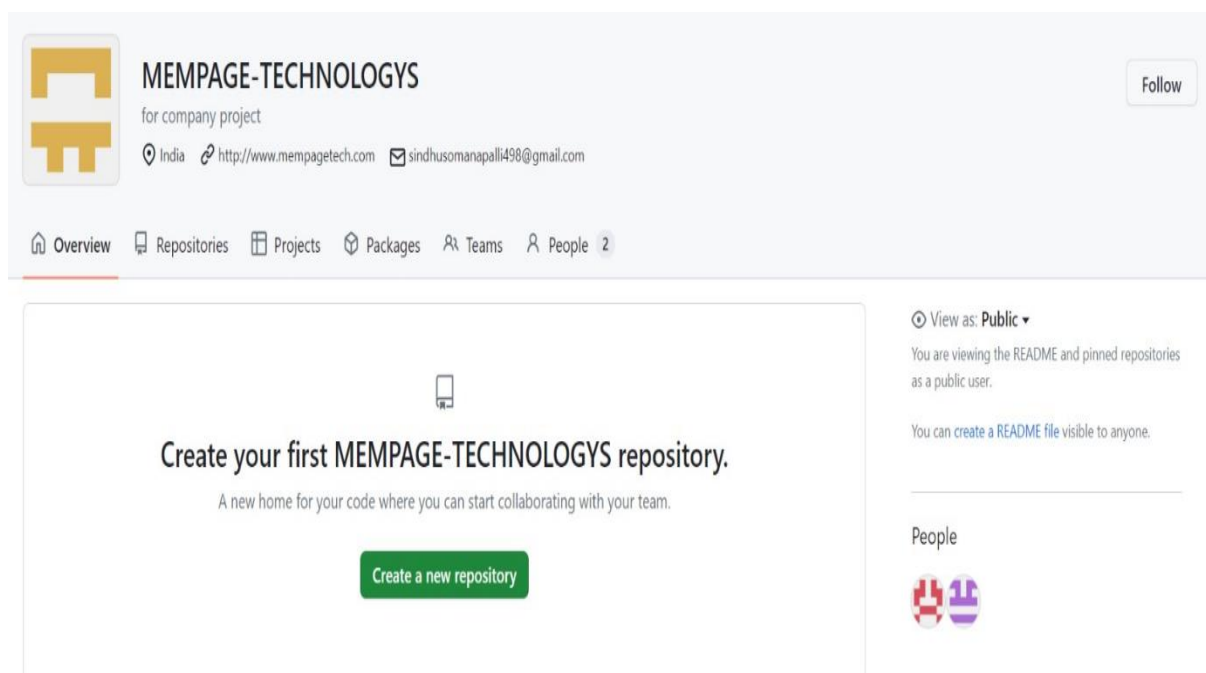 MEMPAGE-TECHNOLOGYS
Follow
for company project
India http://www.mempagetech.com sindhusomanapalli498@gmail.com
Overview Repositories Projects Packages Teams People 2
Create your first MEMPAGE-TECHNOLOGYS repository.
A new home for your code where you can start collaborating with your team.
Create a new repository
View as: Public
You are viewing the README and pinned repositories
as a public user.
You can create a README file visible to anyone.
People